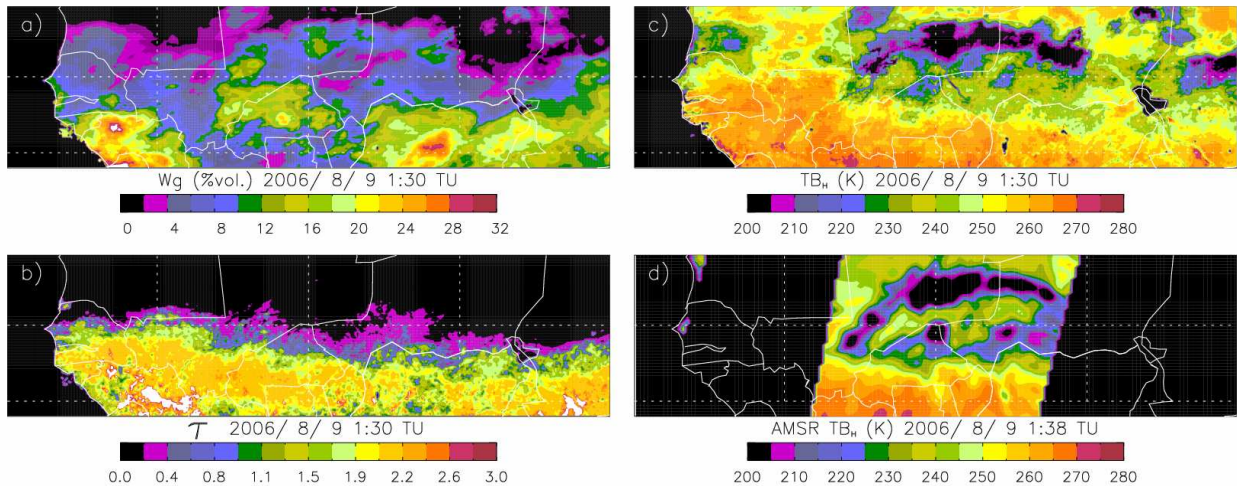 a)
Wg (%vol.) 2006/ 8/ 9 1:30 TU
0 4 8 12 16 20 24 28 32
c)
TB_H (K) 2006/ 8/ 9 1:30 TU
200 210 220 230 240 250 260 270 280
b)
τ 2006/ 8/ 9 1:30 TU
0.0 0.4 0.8 1.1 1.5 1.9 2.2 2.6 3.0
d)
AMSR TB_H (K) 2006/ 8/ 9 1:38 TU
200 210 220 230 240 250 260 270 280